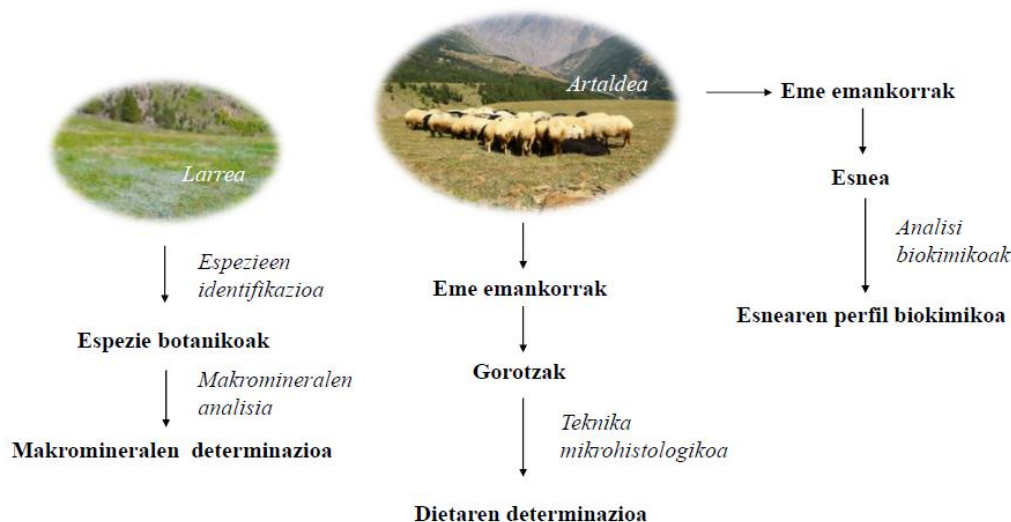 Larrea
Espezieen
identifikazioa
Espezie botanikoak
Makromineralen
analisia
Makromineralen determinazioa
Artaldea
Eme emankorrak
Gorotzak
Teknika
mikrohistologikoa
Dietaren determinazioa
Eme emankorrak
Esnea
Analisi
biokimikoak
Esnearen perfil biokimikoa